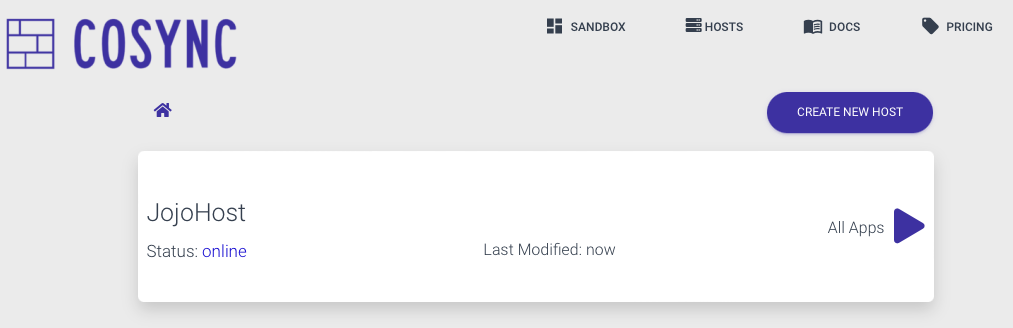 COSYNC
SANDBOX
HOSTS
DOCS
PRICING
CREATE NEW HOST
JojoHost
Status: online
Last Modified: now
All Apps